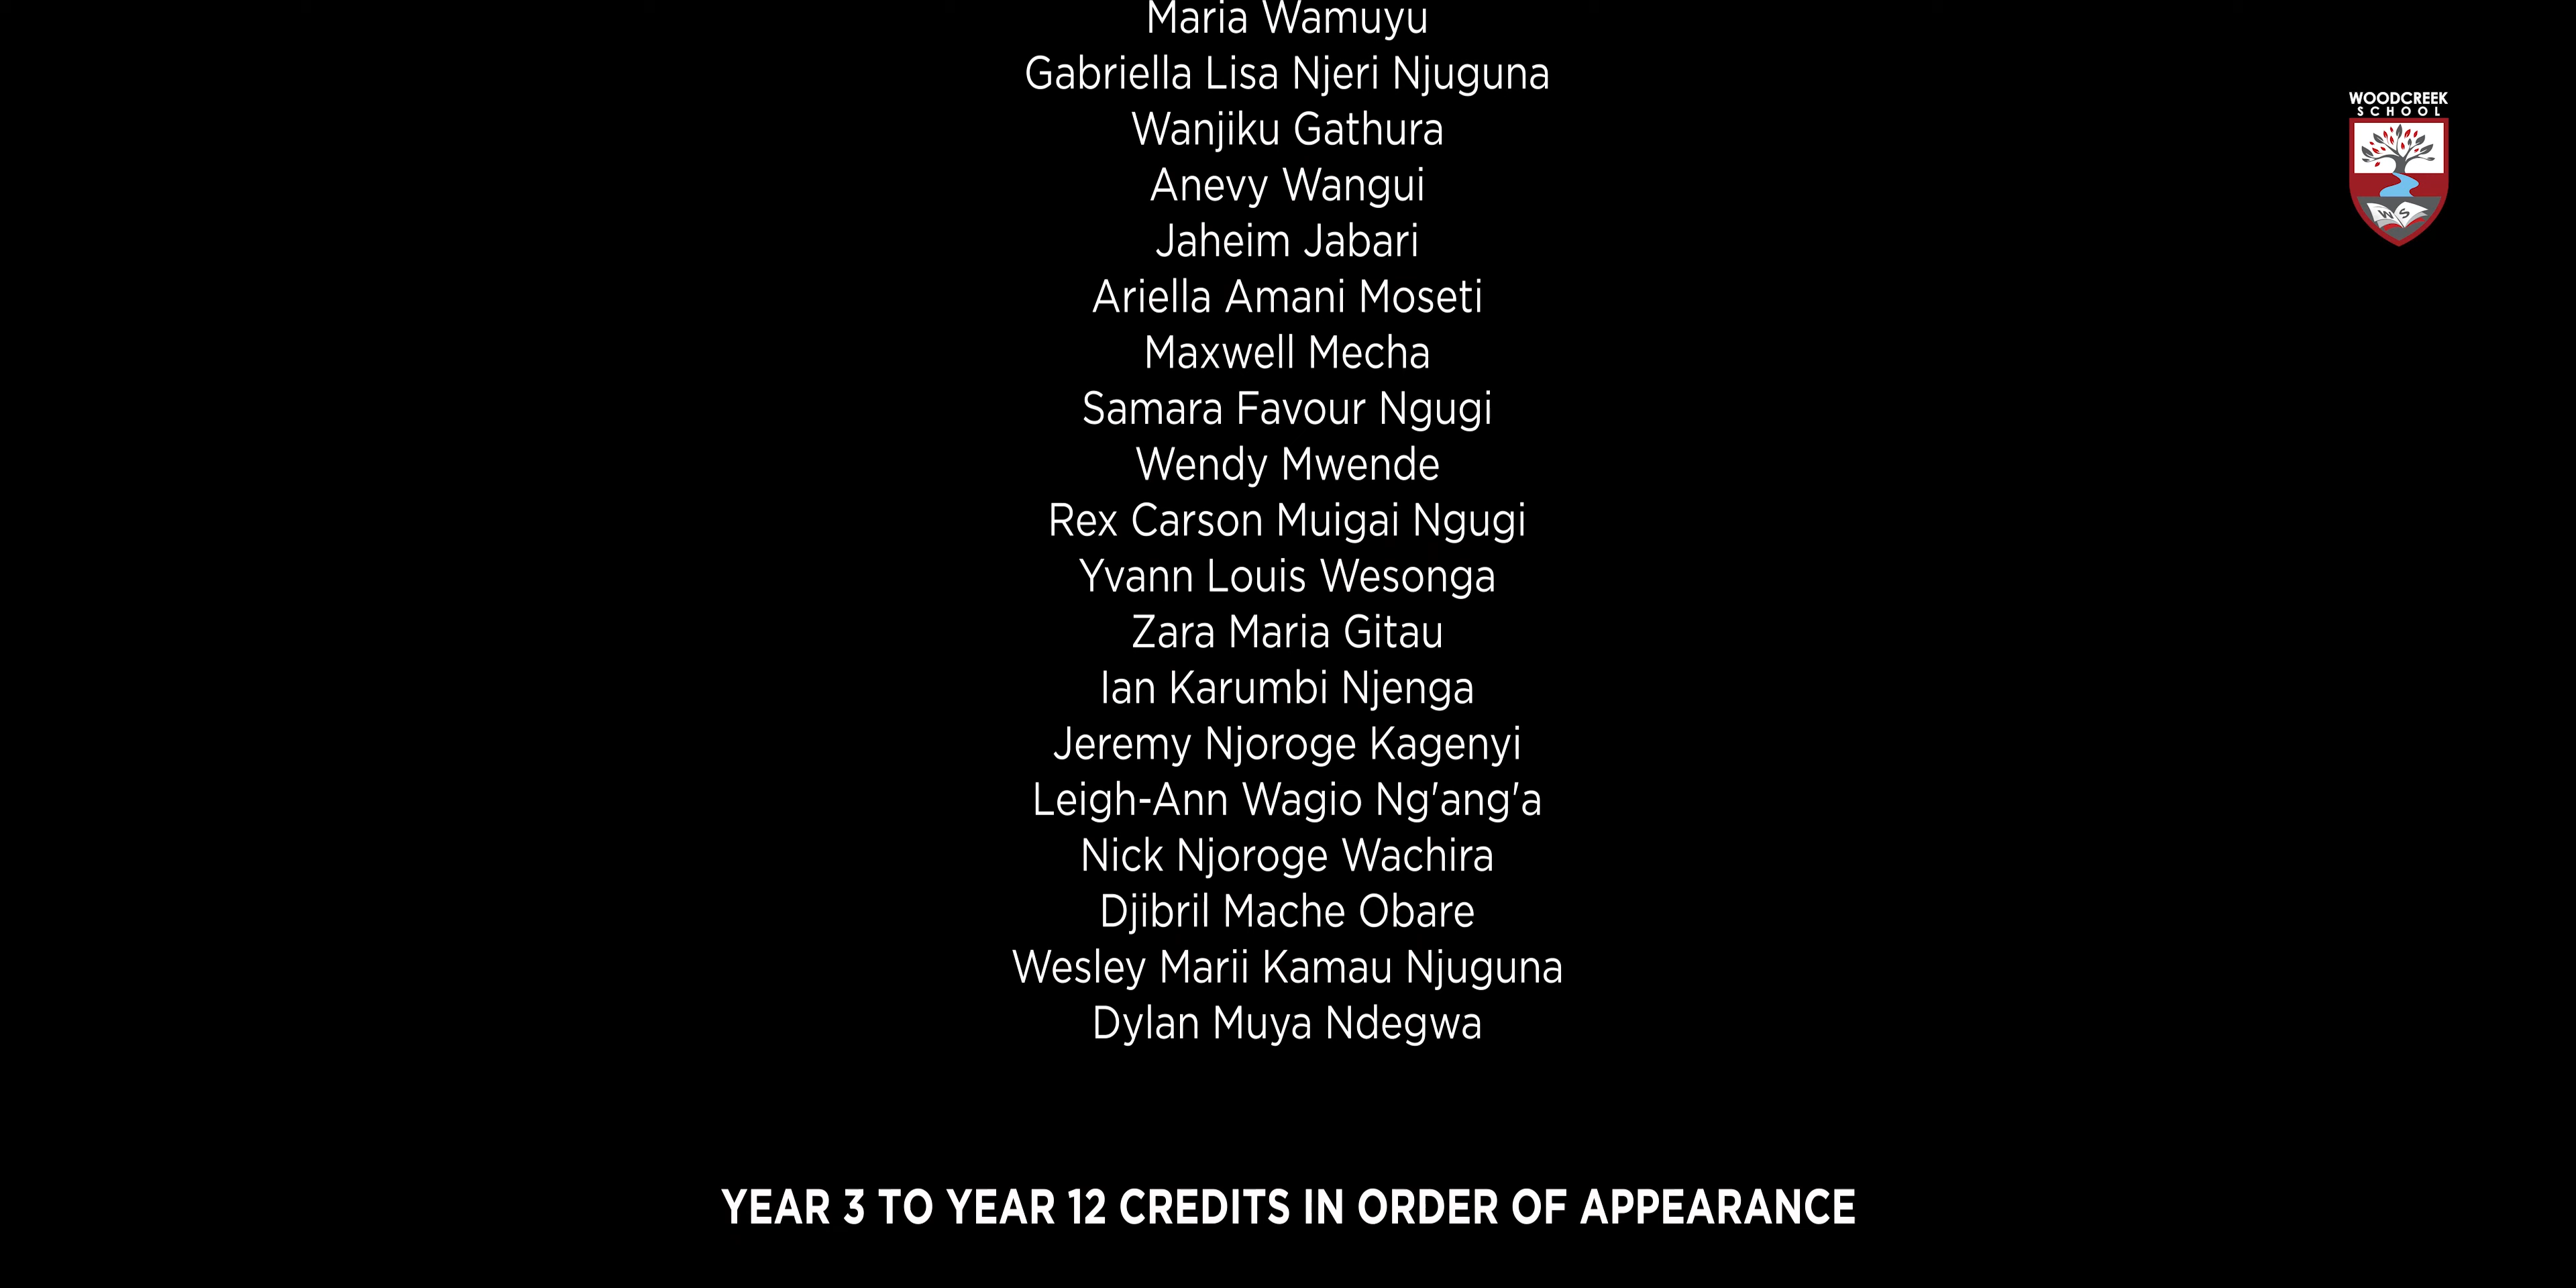 Maria Wamuyu
Gabriella Lisa Njeri Njuguna
Wanjiku Gathura
Anevy Wangui
Jaheim Jabari
Ariella Amani Moseti
Maxwell Mecha
Samara Favour Ngugi
Wendy Mwende
Rex Carson Muigai Ngugi
Yvann Louis Wesonga
Zara Maria Gitau
Ian Karumbi Njenga
Jeremy Njoroge Kagenyi
Leigh-Ann Wagio Ng'ang'a
Nick Njoroge Wachira
Djibril Mache Obare
Wesley Marii Kamau Njuguna
Dylan Muya Ndegwa
YEAR 3 TO YEAR 12 CREDITS IN ORDER OF APPEARANCE
WOODCREEK
SCHOOL
W S